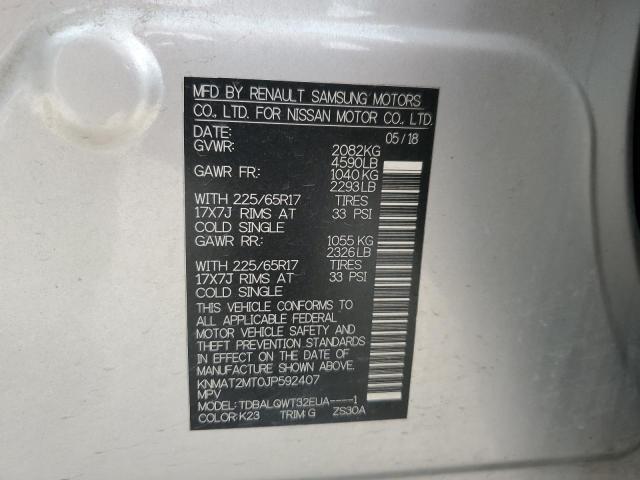 MFD BY RENAULT SAMSUNG MOTORS
CO., LTD. FOR NISSAN MOTOR CO., LTD.
DATE: 05/18
GVWR: 2082KG
4590LB
GAWR FR: 1040KG
2293LB
WITH 225/65R17 TIRES
17X7J RIMS AT 33 PSI
COLD SINGLE
GAWR RR: 1055KG
2326LB
WITH 225/65R17 TIRES
17X7J RIMS AT 33 PSI
COLD SINGLE
THIS VEHICLE CONFORMS TO
ALL APPLICABLE FEDERAL
MOTOR VEHICLE SAFETY AND
THEFT PREVENTION STANDARDS
IN EFFECT ON THE DATE OF
MANUFACTURE SHOWN ABOVE.
KNMAT2MT0JP592407
MPV
MODEL: TDBALQWT32EUA----1
COLOR: K23 TRIM: G ZS30A